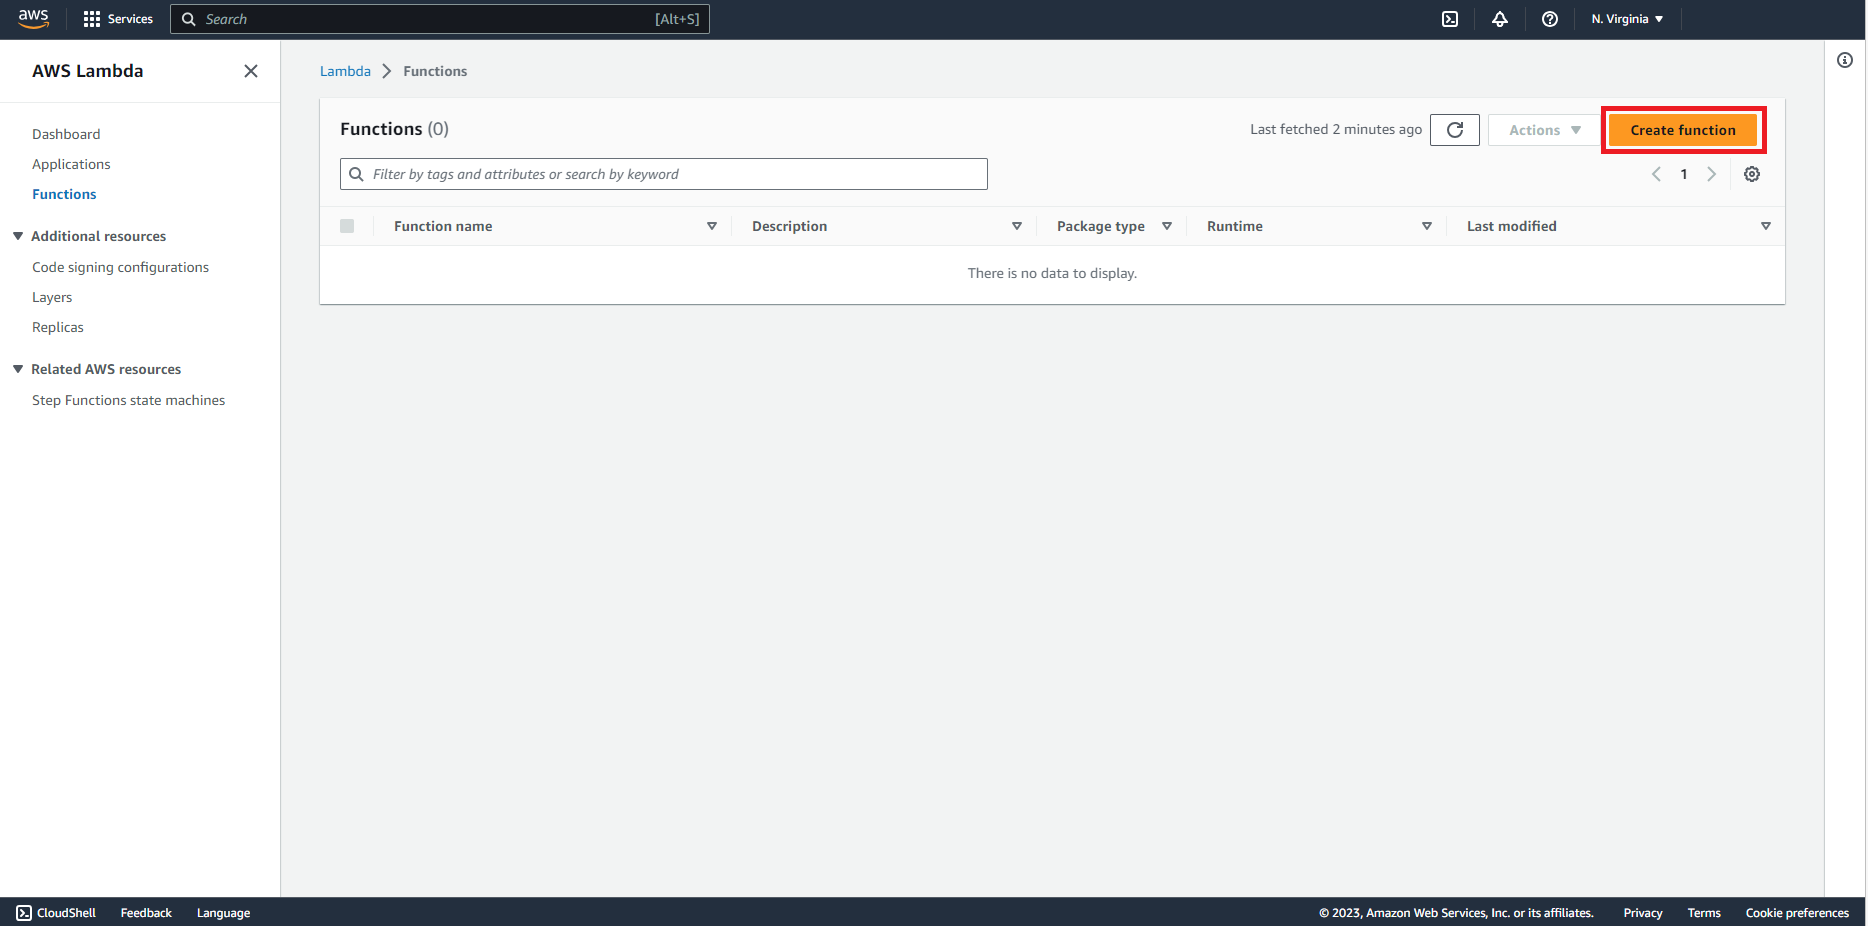 aws
Services
Search
[Alt+S]
N. Virginia
AWS Lambda
Dashboard
Applications
Functions
Additional resources
Code signing configurations
Layers
Replicas
Related AWS resources
Step Functions state machines
Lambda
Functions
Functions (0)
Last fetched 2 minutes ago
Actions
Create function
Filter by tags and attributes or search by keyword
1
Function name
Description
Package type
Runtime
Last modified
There is no data to display.
CloudShell
Feedback
Language
© 2023, Amazon Web Services, Inc. or its affiliates.
Privacy
Terms
Cookie preferences